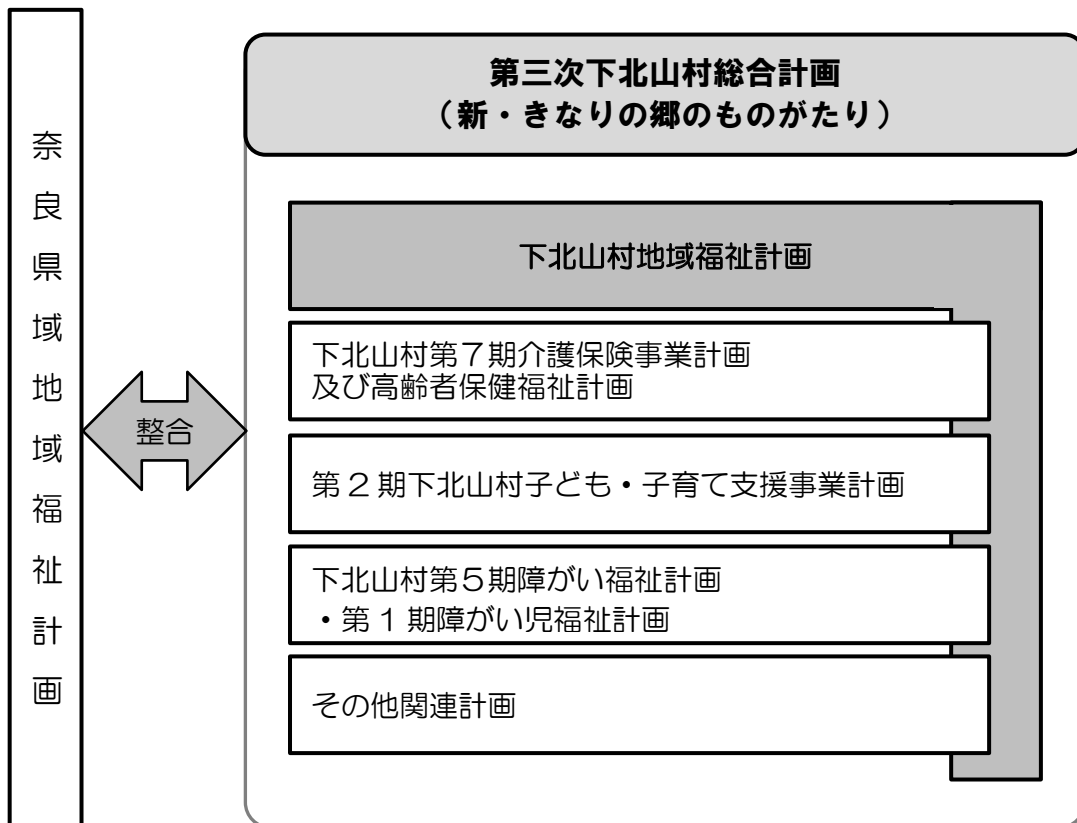 奈良県域地域福祉計画
第三次下北山村総合計画
（新・きなりの郷のものがたり）
下北山村地域福祉計画
下北山村第７期介護保険事業計画
及び高齢者保健福祉計画
整合
第２期下北山村子ども・子育て支援事業計画
下北山村第５期障がい福祉計画
・第１期障がい児福祉計画
その他関連計画